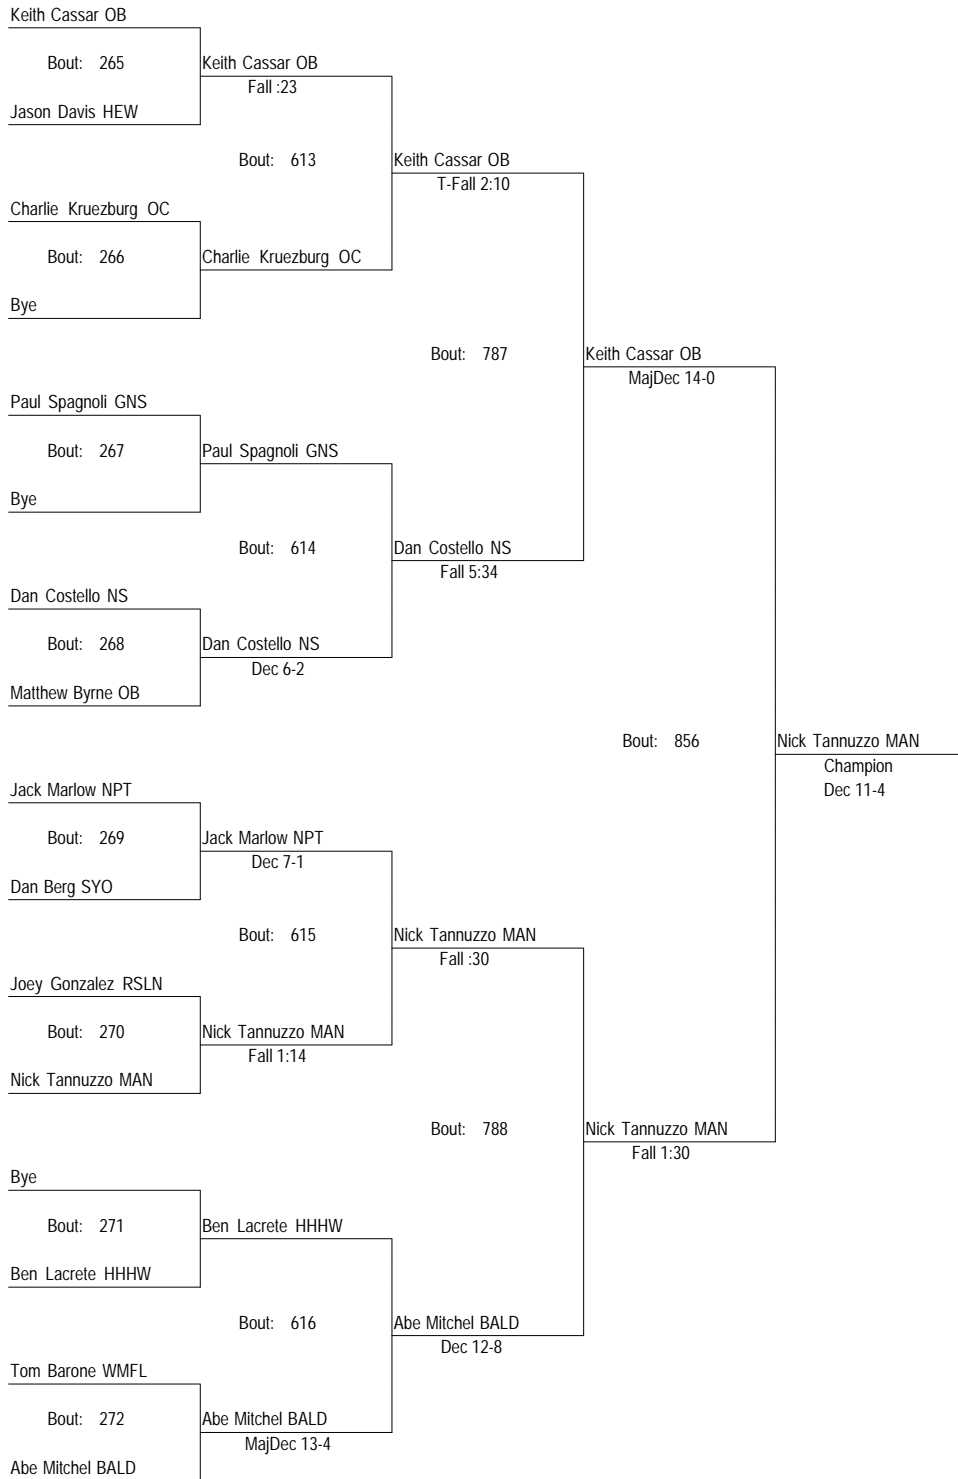 Keith Cassar OB
Bout: 265
Keith Cassar OB
Fall :23
Jason Davis HEW
Bout: 613
Keith Cassar OB
T-Fall 2:10
Charlie Kruezburg OC
Bout: 266
Charlie Kruezburg OC
Bye
Bout: 787
Keith Cassar OB
MajDec 14-0
Paul Spagnoli GNS
Bout: 267
Paul Spagnoli GNS
Bye
Bout: 614
Dan Costello NS
Fall 5:34
Dan Costello NS
Bout: 268
Dan Costello NS
Dec 6-2
Matthew Byrne OB
Bout: 856
Nick Tannuzzo MAN
Champion
Dec 11-4
Jack Marlow NPT
Bout: 269
Jack Marlow NPT
Dec 7-1
Dan Berg SYO
Bout: 615
Nick Tannuzzo MAN
Fall :30
Joey Gonzalez RSLN
Bout: 270
Nick Tannuzzo MAN
Fall 1:14
Nick Tannuzzo MAN
Bout: 788
Nick Tannuzzo MAN
Fall 1:30
Bye
Bout: 271
Ben Lacrete HHHW
Ben Lacrete HHHW
Bout: 616
Abe Mitchel BALD
Dec 12-8
Tom Barone WMFL
Bout: 272
Abe Mitchel BALD
MajDec 13-4
Abe Mitchel BALD